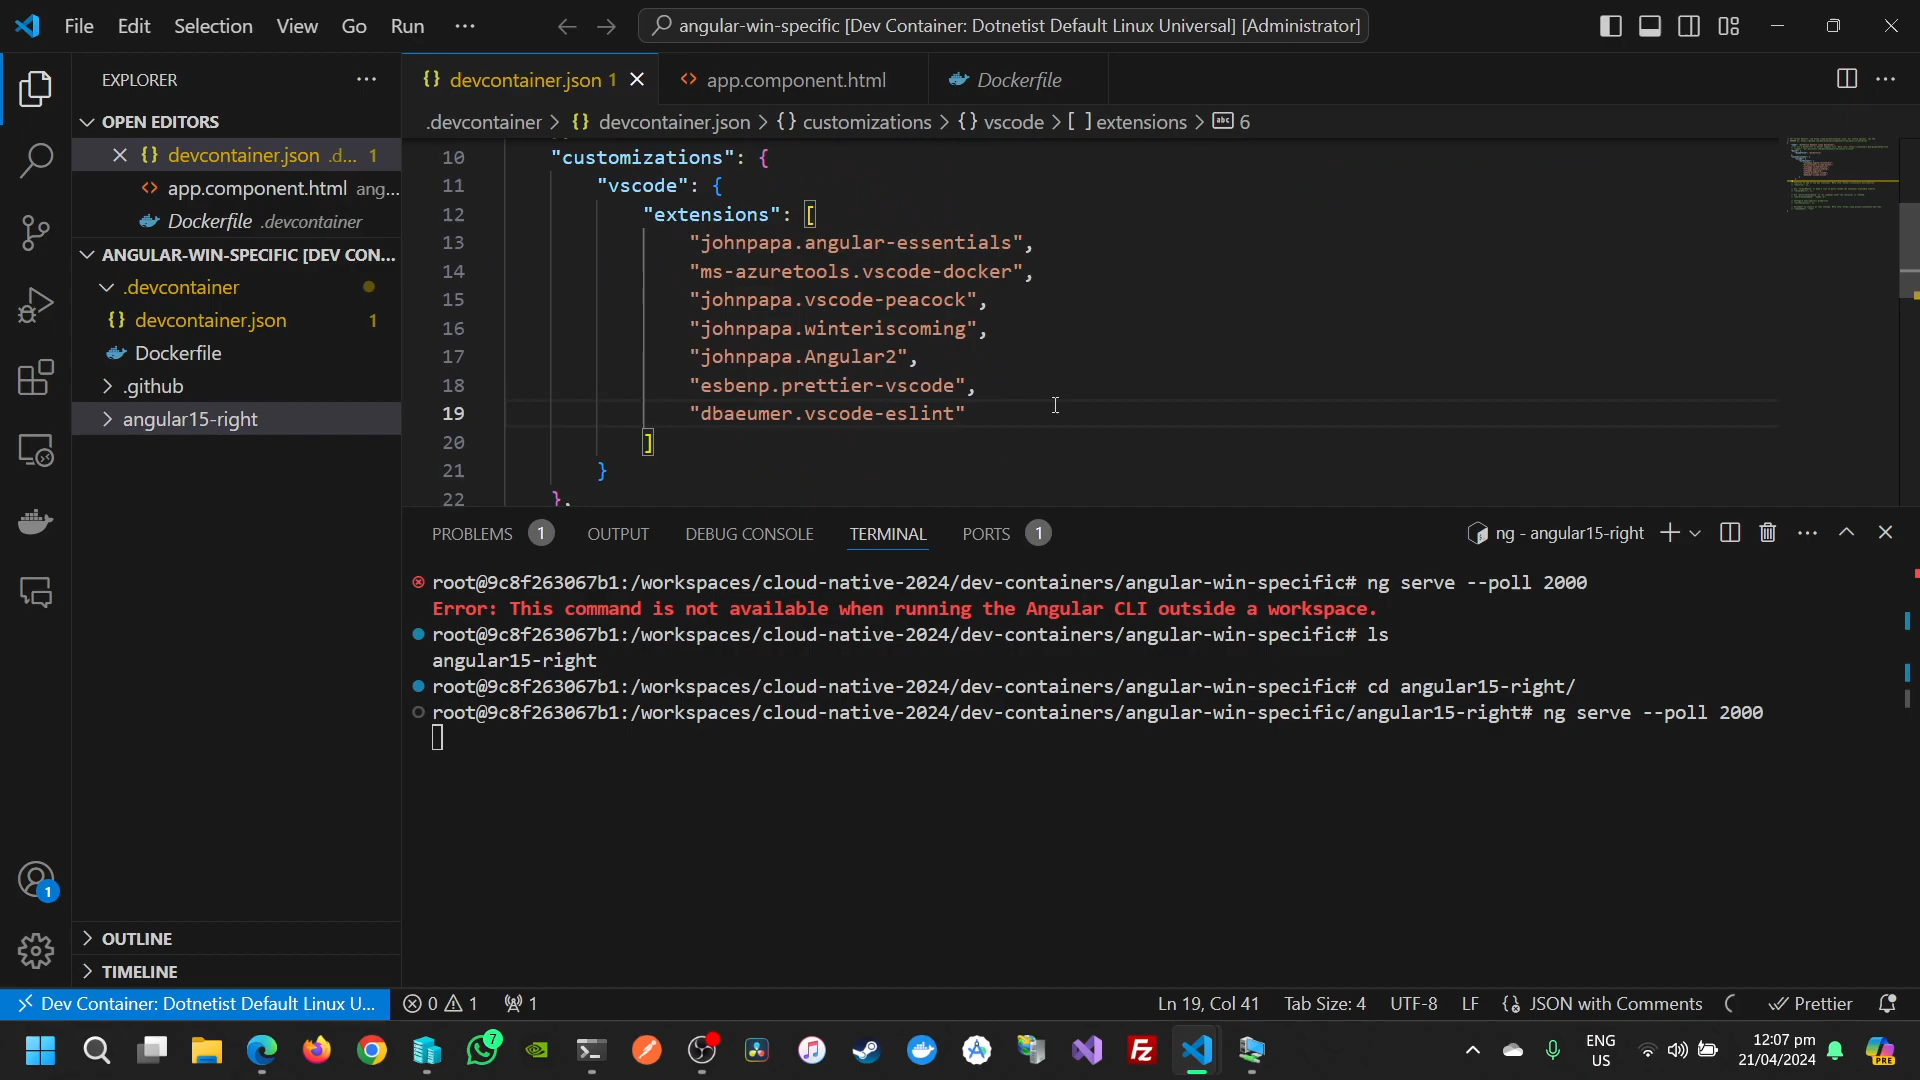 File Edit Selection View Go Run ···
angular-win-specific [Dev Container: Dotnetist Default Linux Universal] [Administrator]
EXPLORER
OPEN EDITORS
devcontainer.json .d... 1
app.component.html ang...
Dockerfile .devcontainer
ANGULAR-WIN-SPECIFIC [DEV CON...
.devcontainer
devcontainer.json 1
Dockerfile
.github
angular15-right
OUTLINE
TIMELINE
devcontainer.json 1
app.component.html
Dockerfile
.devcontainer > {} devcontainer.json > {} customizations > {} vscode > [ ] extensions > abc 6
10 "customizations": {
11 "vscode": {
12 "extensions": [
13 "johnpapa.angular-essentials",
14 "ms-azuretools.vscode-docker",
15 "johnpapa.vscode-peacock",
16 "johnpapa.winteriscoming",
17 "johnpapa.Angular2",
18 "esbenp.prettier-vscode",
19 "dbaeumer.vscode-eslint"
20 ]
21 }
22 },
PROBLEMS 1 OUTPUT DEBUG CONSOLE TERMINAL PORTS 1
ng - angular15-right
root@9c8f263067b1:/workspaces/cloud-native-2024/dev-containers/angular-win-specific# ng serve --poll 2000
Error: This command is not available when running the Angular CLI outside a workspace.
root@9c8f263067b1:/workspaces/cloud-native-2024/dev-containers/angular-win-specific# ls
angular15-right
root@9c8f263067b1:/workspaces/cloud-native-2024/dev-containers/angular-win-specific# cd angular15-right/
root@9c8f263067b1:/workspaces/cloud-native-2024/dev-containers/angular-win-specific/angular15-right# ng serve --poll 2000
1
Dev Container: Dotnetist Default Linux U... 0 1 1
Ln 19, Col 41 Tab Size: 4 UTF-8 LF JSON with Comments Prettier
7
ENG
US
12:07 pm
21/04/2024
PRE